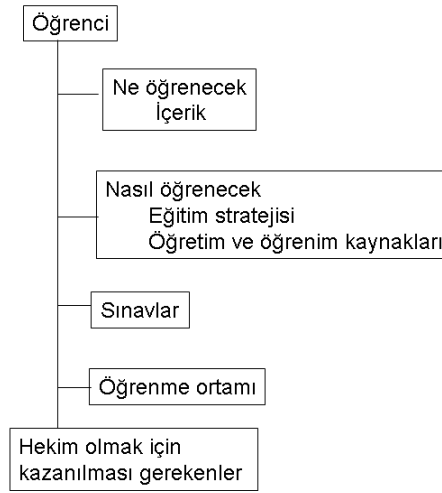 Öğrenci
Ne öğrenecek
İçerik
Nasıl öğrenecek
Eğitim stratejisi
Öğretim ve öğrenim kaynakları
Sınavlar
Öğrenme ortamı
Hekim olmak için
kazanılması gerekenler